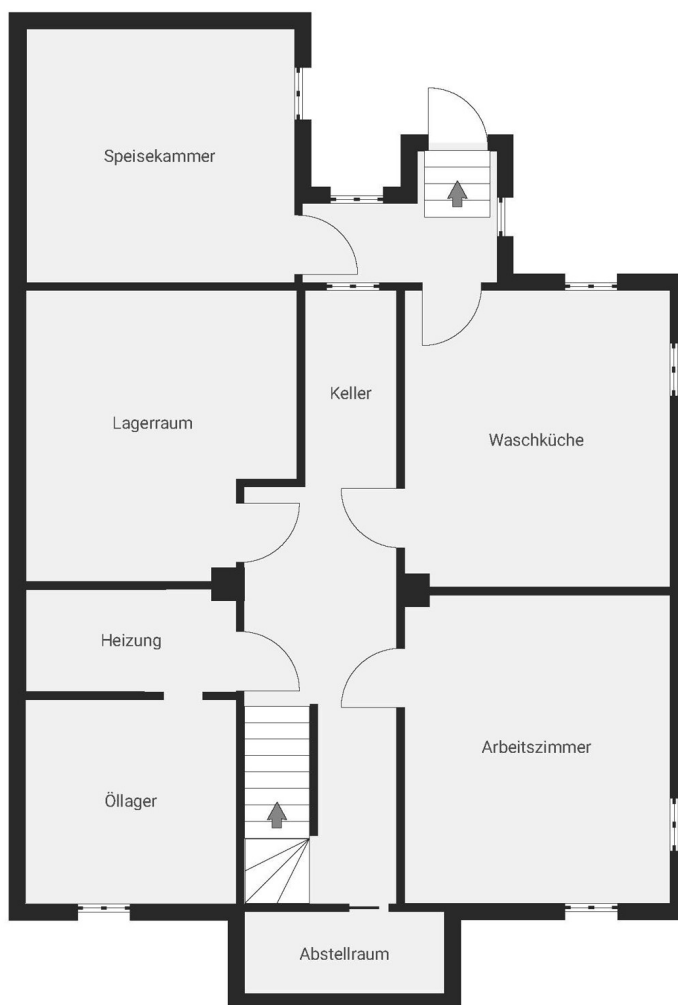 Speisekammer
Lagerraum
Keller
Waschküche
Heizung
Arbeitszimmer
Öllager
Abstellraum